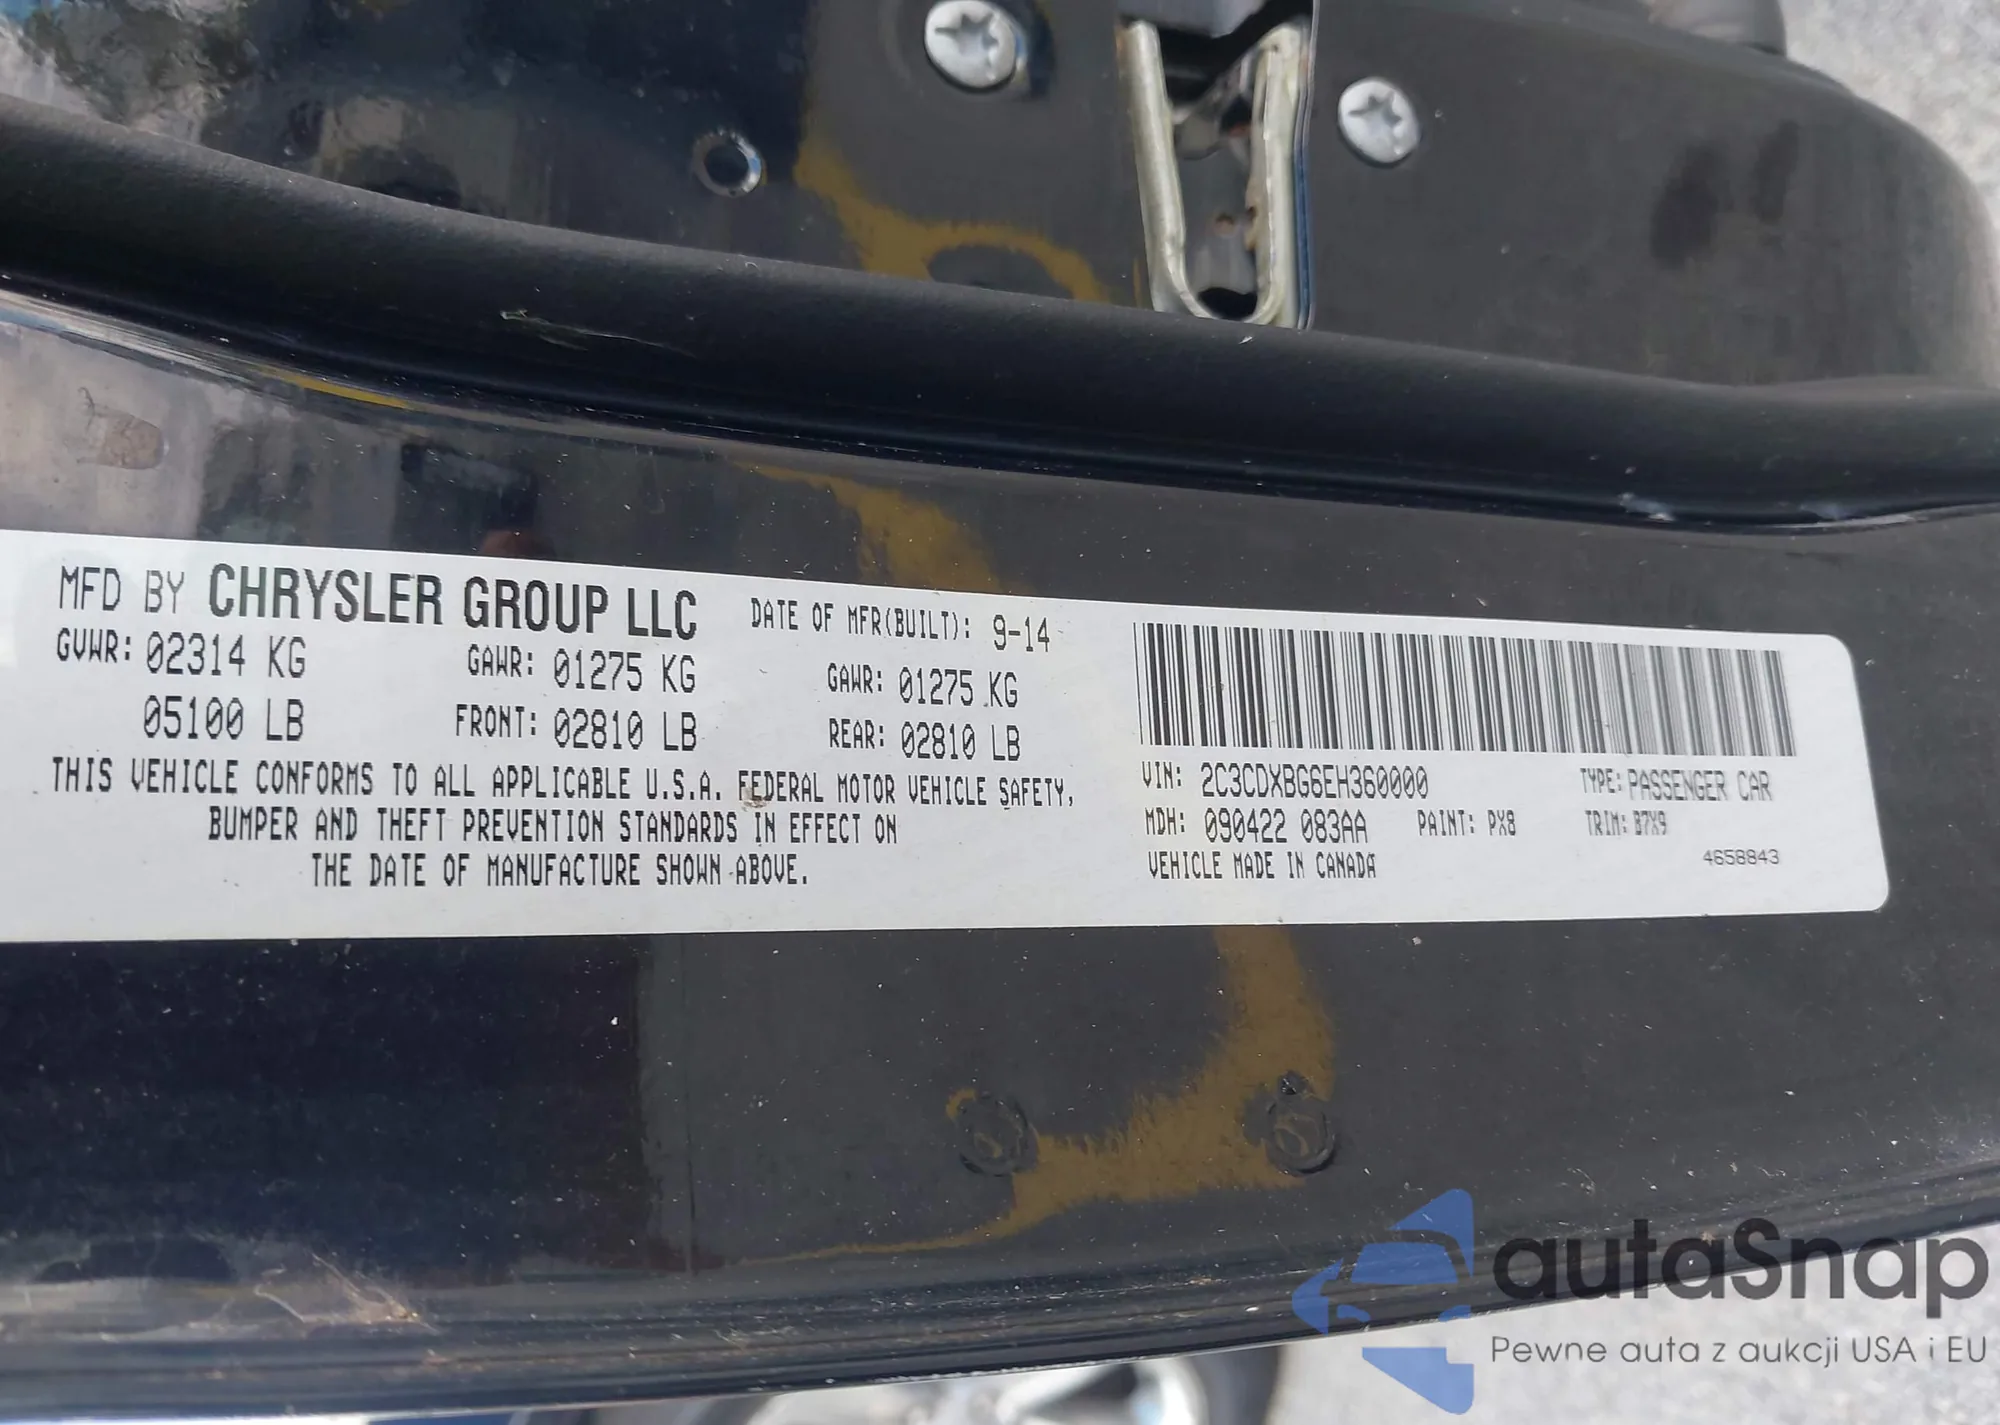 MFD BY CHRYSLER GROUP LLC DATE OF MFR(BUILT): 9-14
GVWR: 02314 KG GAWR: 01275 KG GAWR: 01275 KG
05100 LB FRONT: 02810 LB REAR: 02810 LB
THIS VEHICLE CONFORMS TO ALL APPLICABLE U.S.A. FEDERAL MOTOR VEHICLE SAFETY,
BUMPER AND THEFT PREVENTION STANDARDS IN EFFECT ON
THE DATE OF MANUFACTURE SHOWN ABOVE.
VIN: 2C3CDXBG6EH360000 TYPE: PASSENGER CAR
MDH: 090422 083AA PAINT: PX8 TRIM: B7X9
VEHICLE MADE IN CANADA 4658843
autaSnap
Pewne auta z aukcji USA i EU